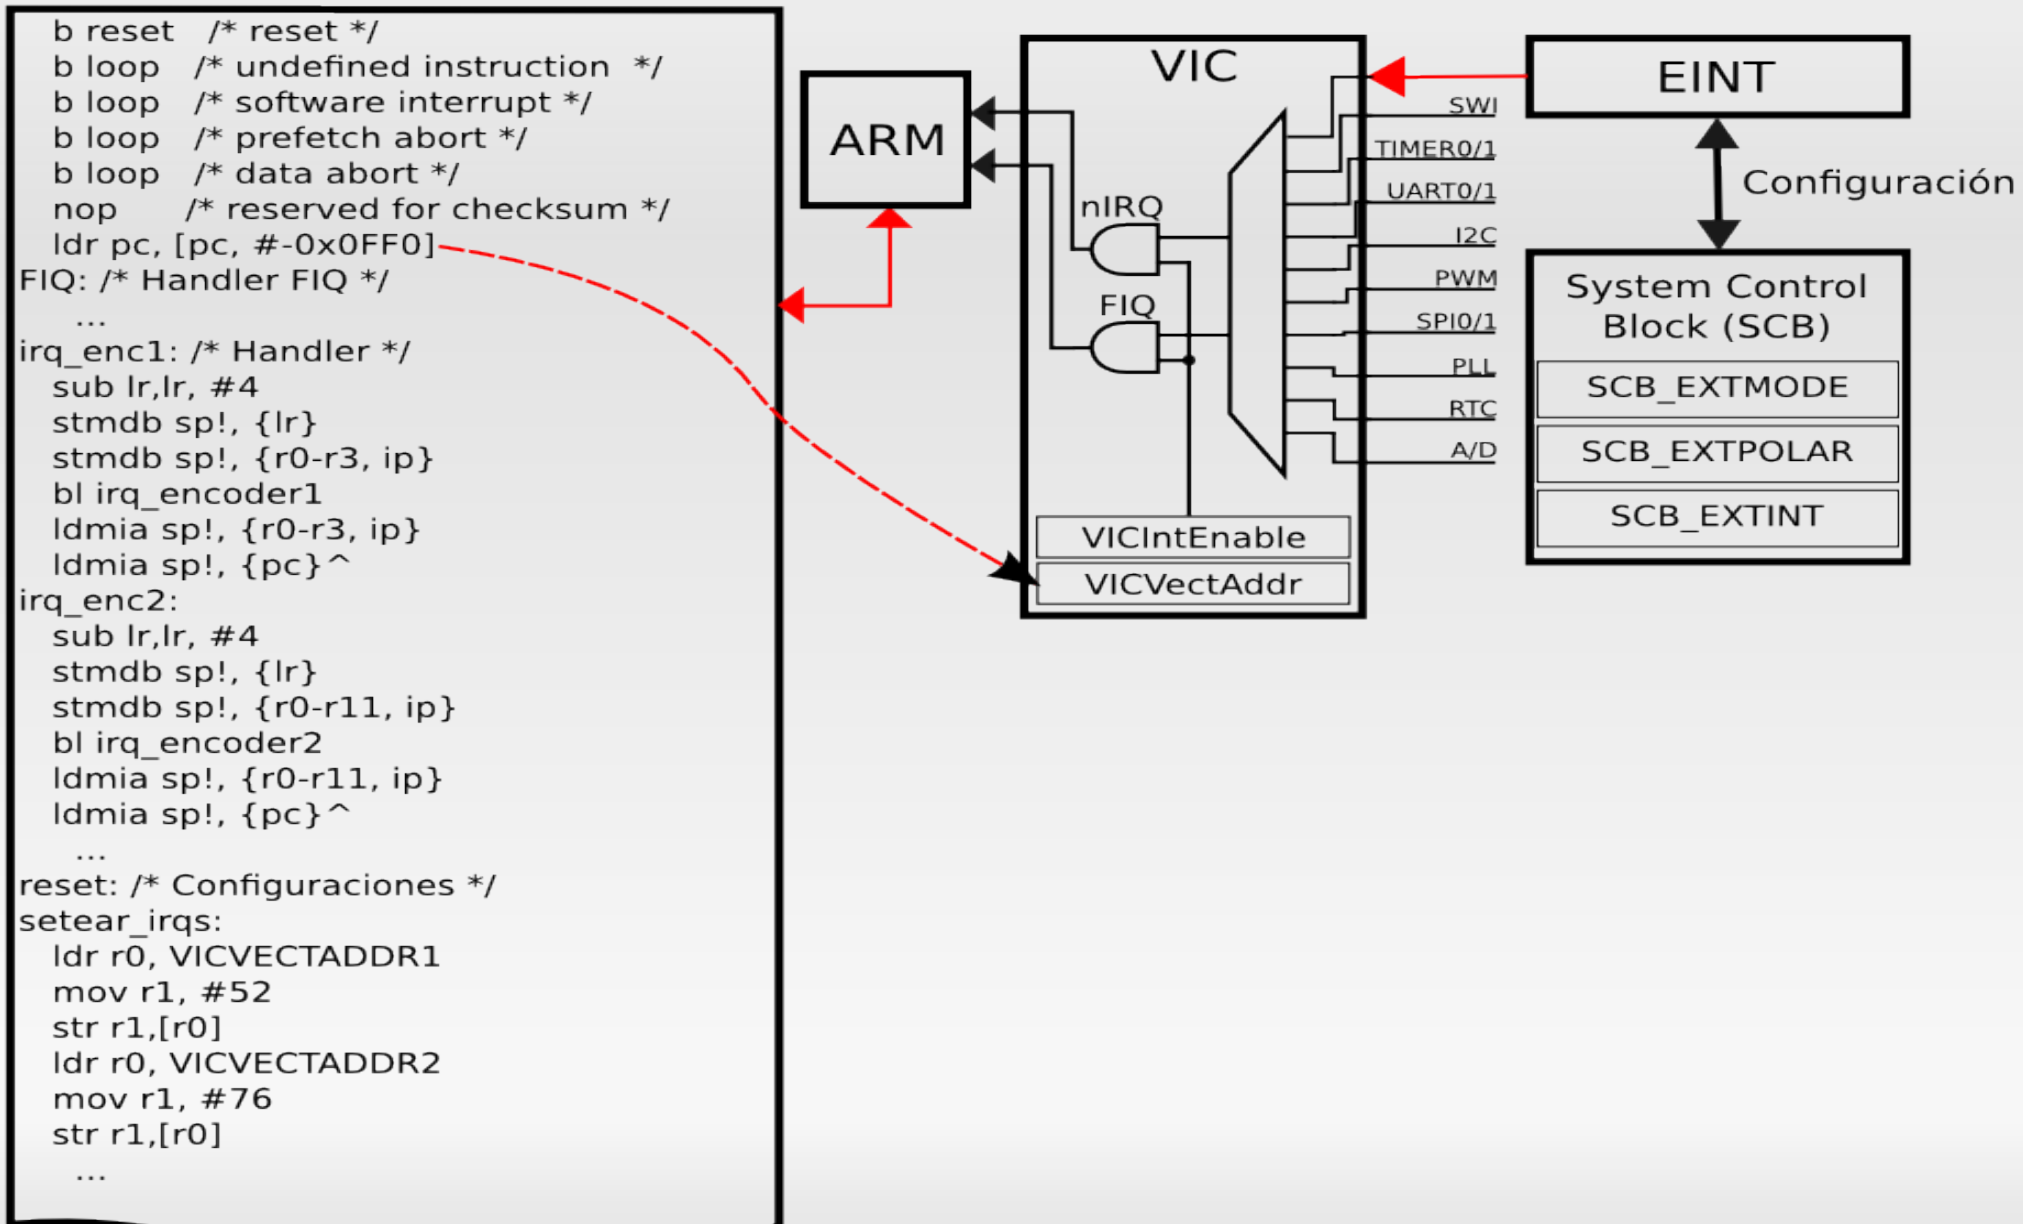 b reset /* reset */
b loop /* undefined instruction */
b loop /* software interrupt */
b loop /* prefetch abort */
b loop /* data abort */
nop /* reserved for checksum */
ldr pc, [pc, #-0x0FF0]
FIQ: /* Handler FIQ */
...
irq_enc1: /* Handler */
sub lr,lr, #4
stmdb sp!, {lr}
stmdb sp!, {r0-r3, ip}
bl irq_encoder1
ldmia sp!, {r0-r3, ip}
ldmia sp!, {pc}^
irq_enc2:
sub lr,lr, #4
stmdb sp!, {lr}
stmdb sp!, {r0-r11, ip}
bl irq_encoder2
ldmia sp!, {r0-r11, ip}
ldmia sp!, {pc}^
...
reset: /* Configuraciones */
setear_irqs:
ldr r0, VICVECTADDR1
mov r1, #52
str r1,[r0]
ldr r0, VICVECTADDR2
mov r1, #76
str r1,[r0]
...
ARM
VIC
nIRQ
FIQ
VICIntEnable
VICVectAddr
SWI
TIMER0/1
UART0/1
I2C
PWM
SPI0/1
PLL
RTC
A/D
EINT
Configuración
System Control
Block (SCB)
SCB_EXTMODE
SCB_EXTPOLAR
SCB_EXTINT